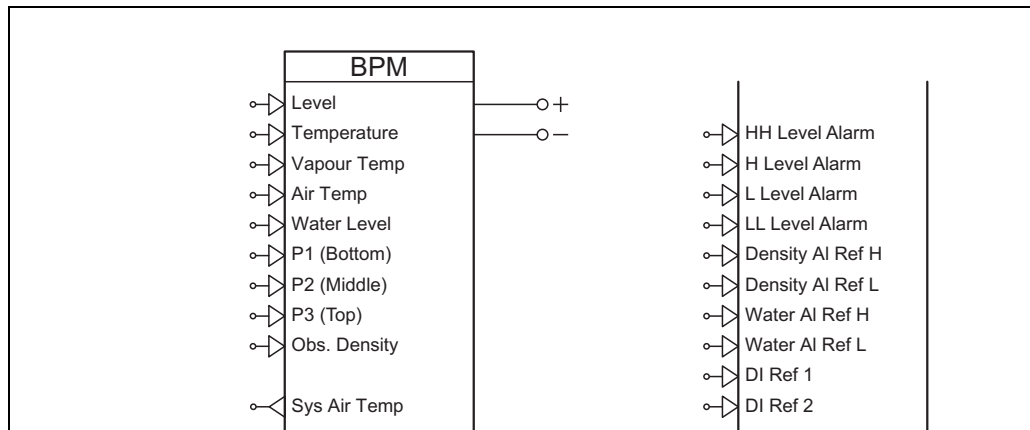 BPM
Level
+
Temperature
−
Vapour Temp
Air Temp
Water Level
P1 (Bottom)
P2 (Middle)
P3 (Top)
Obs. Density
Sys Air Temp
HH Level Alarm
H Level Alarm
L Level Alarm
LL Level Alarm
Density Al Ref H
Density Al Ref L
Water Al Ref H
Water Al Ref L
DI Ref 1
DI Ref 2